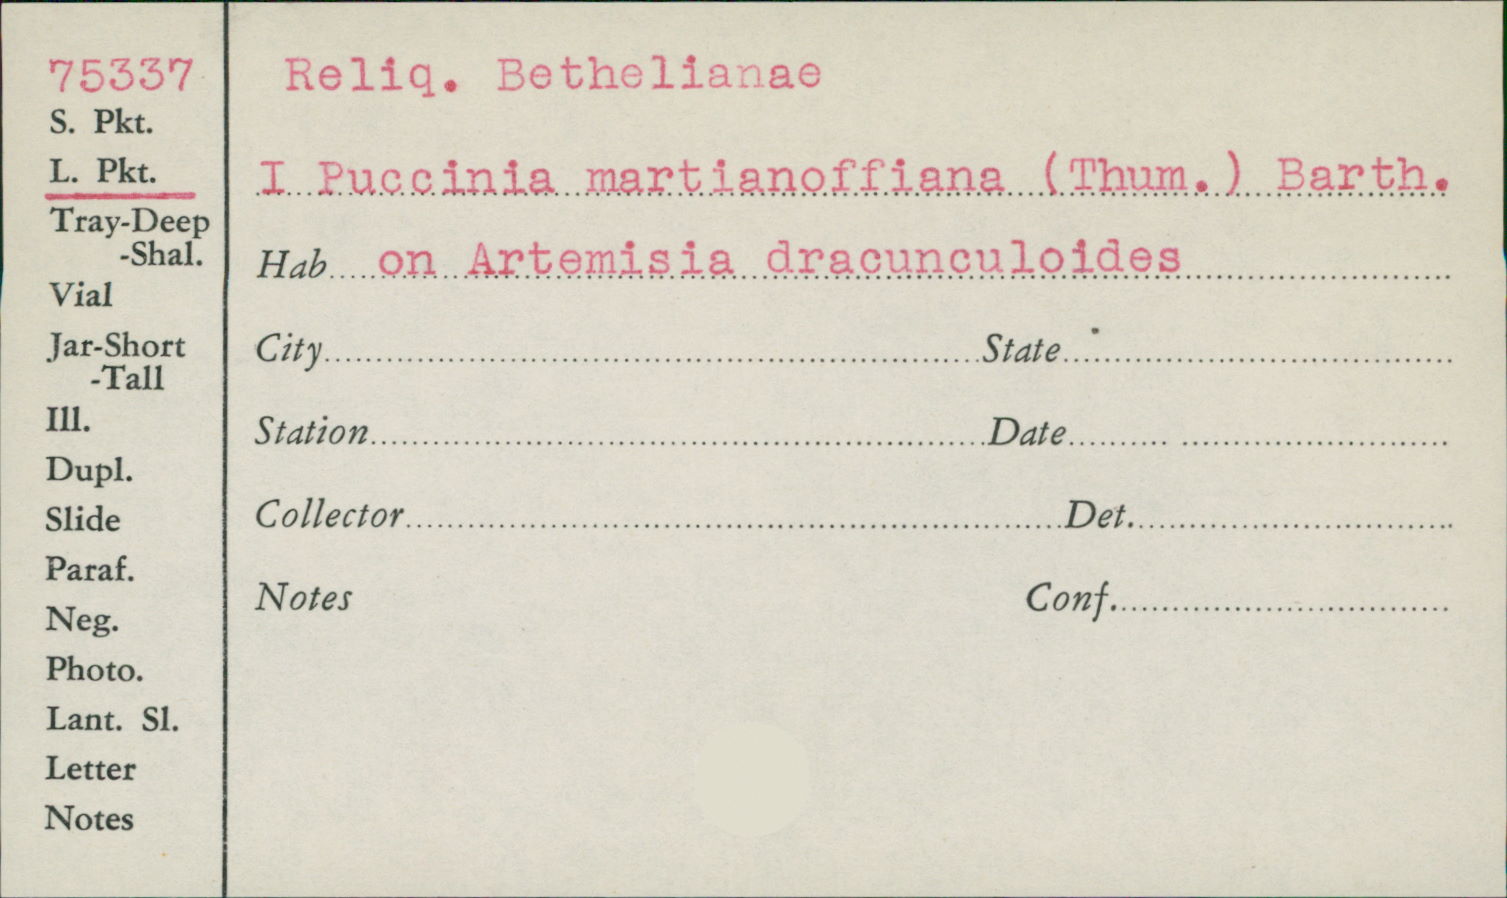 75337
S. Pkt.
L. Pkt.
Tray-Deep
-Shal.
Vial
Jar-Short
-Tall
Ill.
Dupl.
Slide
Paraf.
Neg.
Photo.
Lant. Sl.
Letter
Notes
Reliq. Bethelianae
I Puccinia martianoffiana (Thum.) Barth.
Hab on Artemisia dracunculoides
City State
Station Date
Collector Det.
Notes Conf.